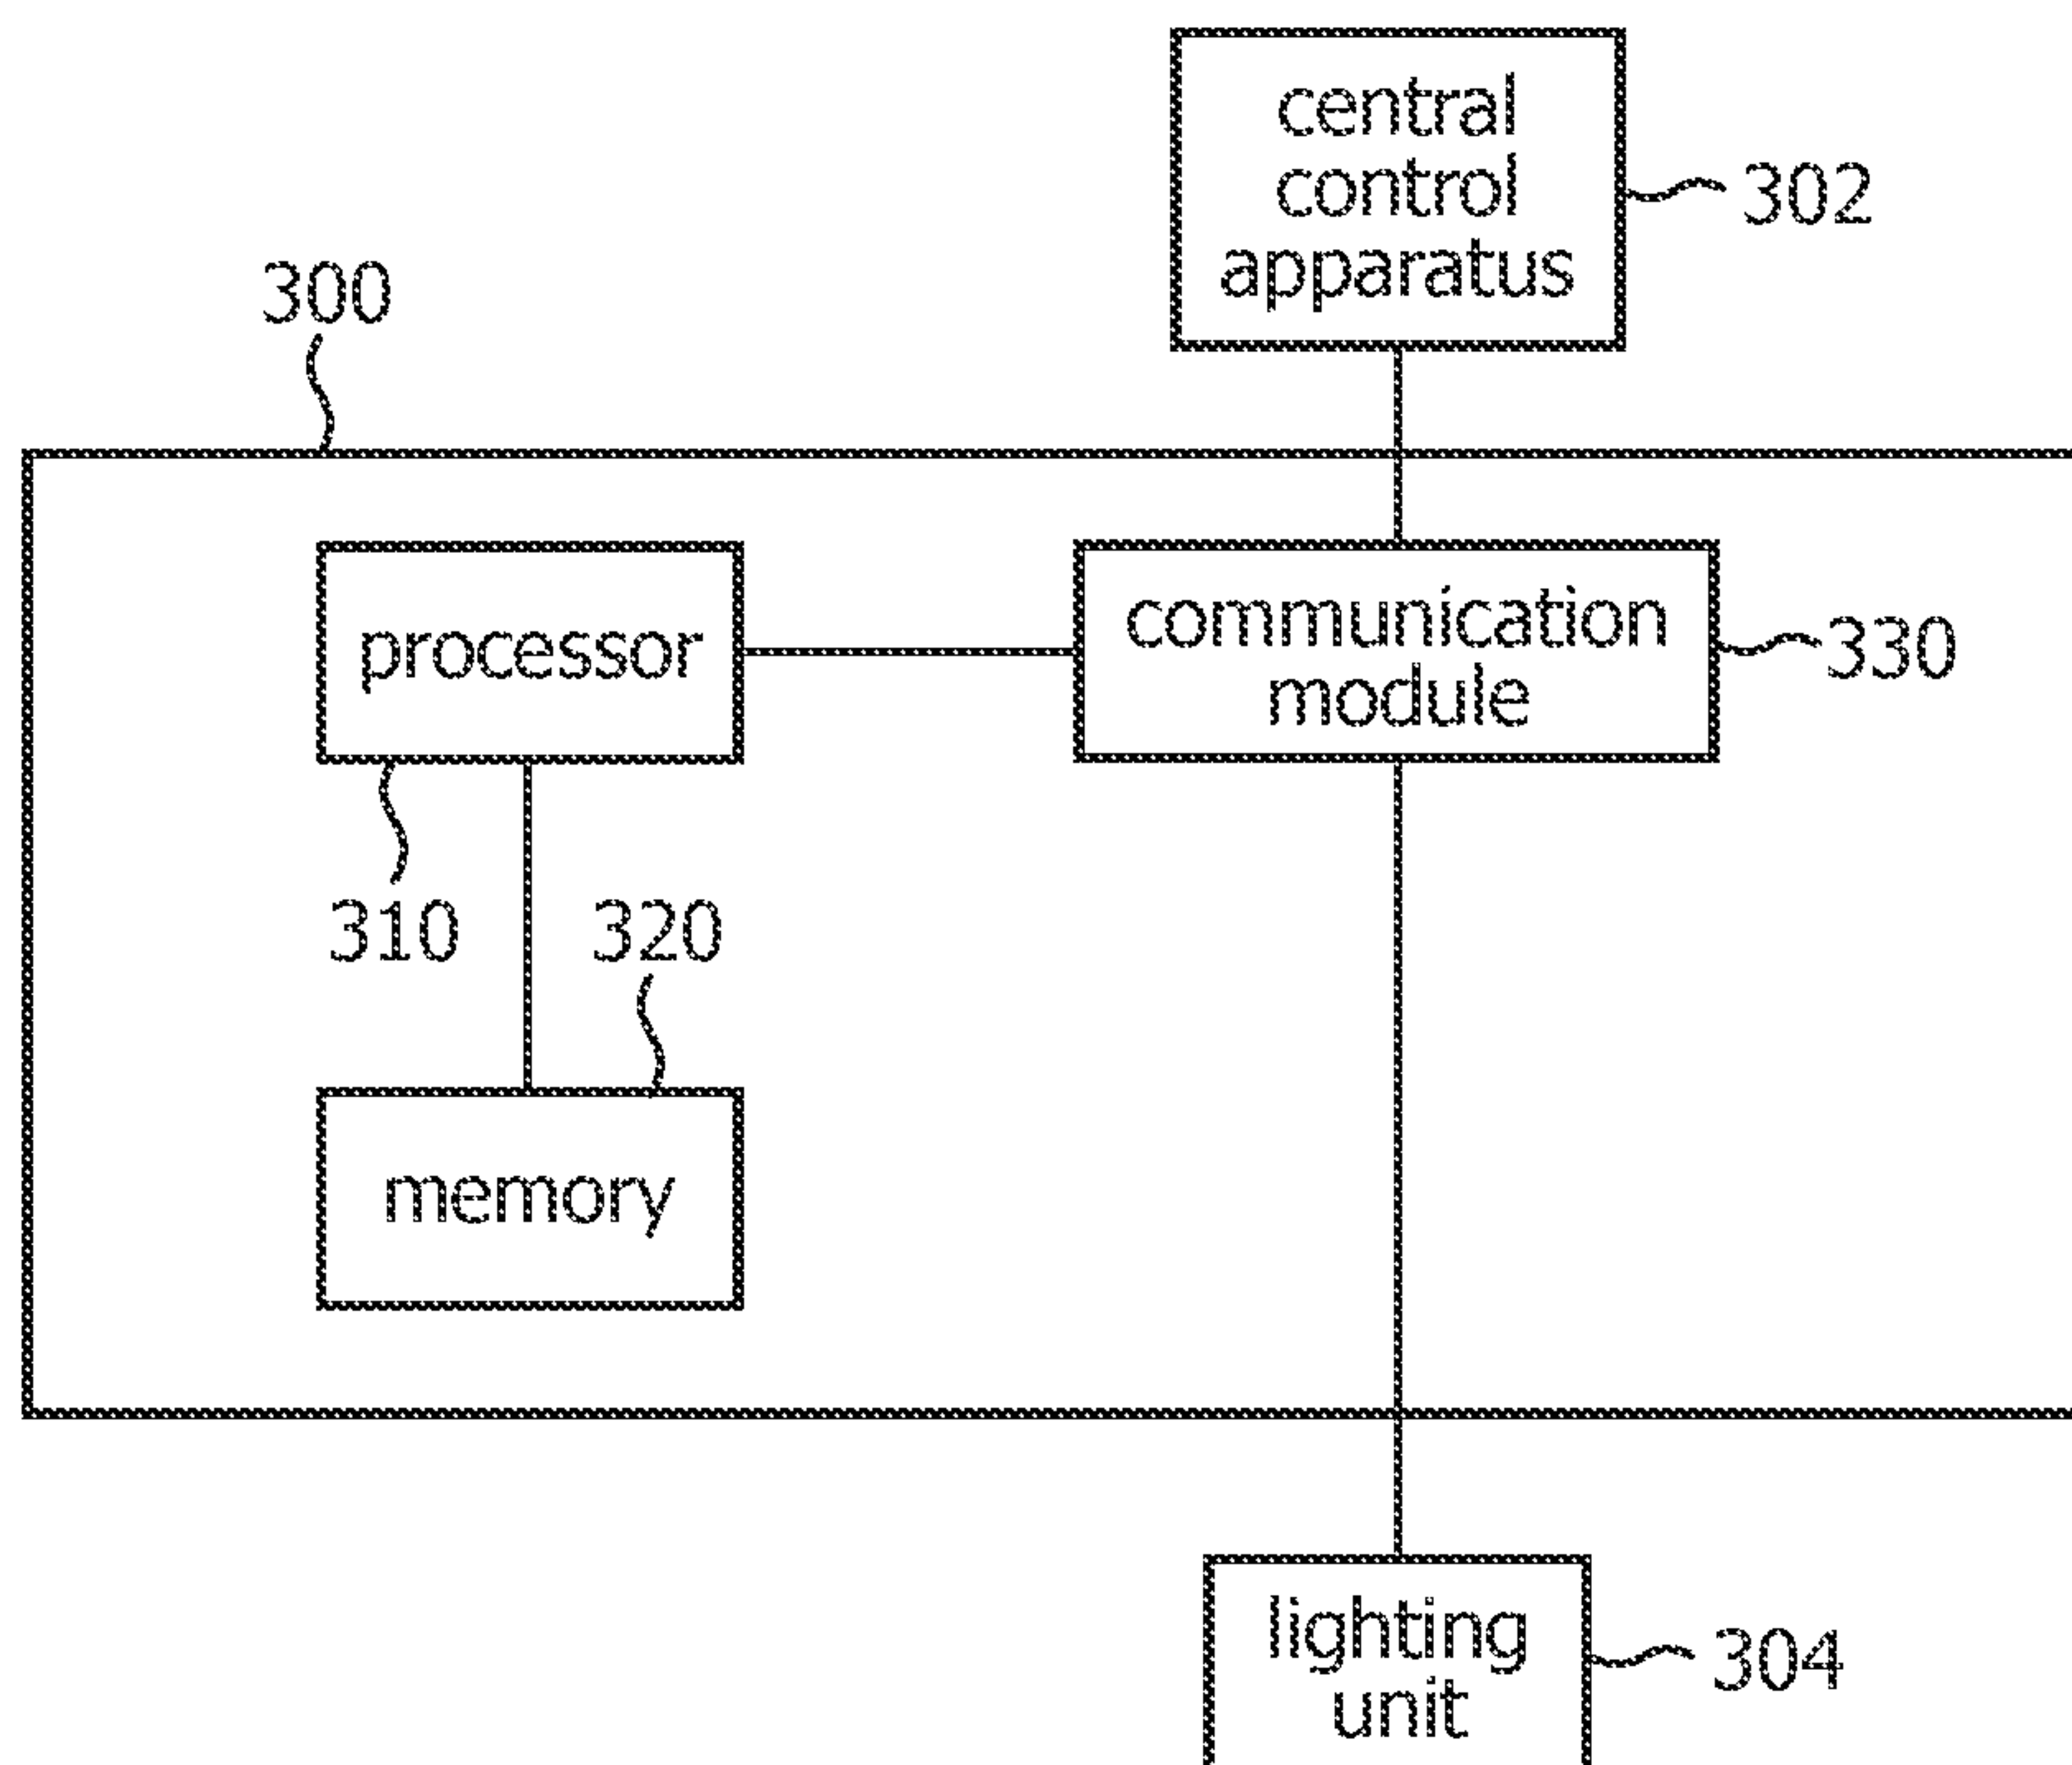 central
control
apparatus
302
300
processor
communication
module
330
310
320
memory
lighting
unit
304